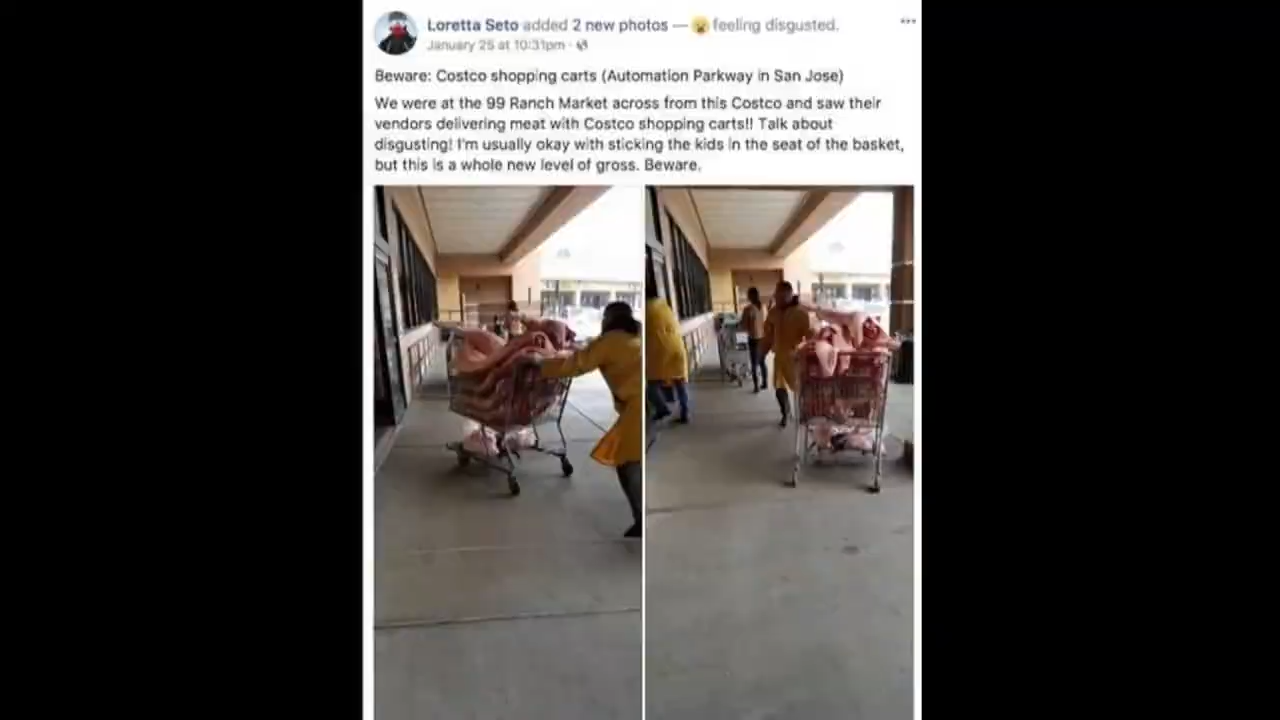 Loretta Seto added 2 new photos — feeling disgusted.
January 25 at 10:31pm ·
Beware: Costco shopping carts (Automation Parkway in San Jose)
We were at the 99 Ranch Market across from this Costco and saw their
vendors delivering meat with Costco shopping carts!! Talk about
disgusting! I'm usually okay with sticking the kids in the seat of the basket,
but this is a whole new level of gross. Beware.